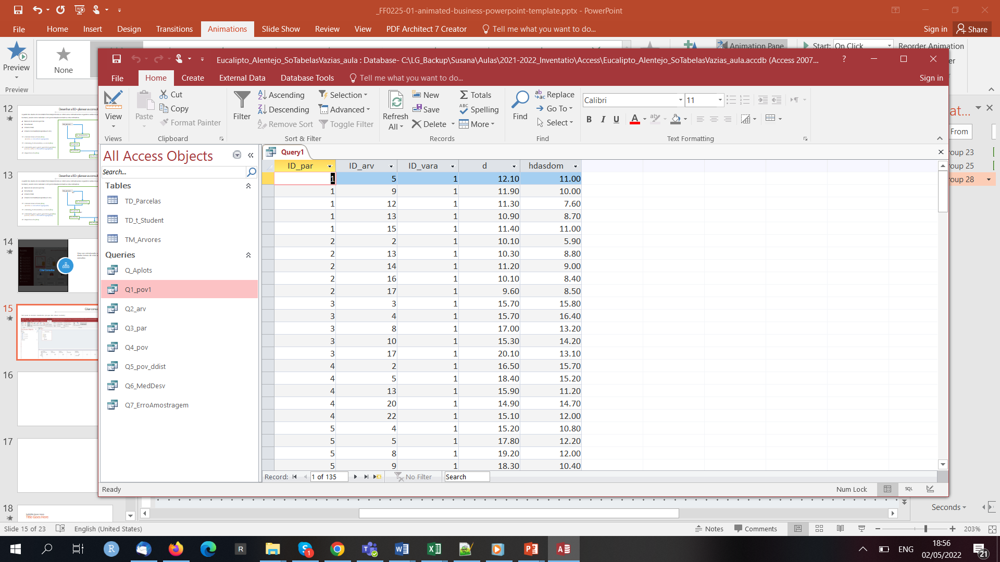 _FF0225-01-animated-business-powerpoint-template.pptx - PowerPoint
File Home Insert Design Transitions Animations Slide Show Review View PDF Architect 7 Creator Tell me what you want to do... Sign in Share
Preview None Animation Pane Start: On Click Reorder Animation
Preview
Eucalipto_Alentejo_SoTabelasVazias_aula : Database- C:\LG_Backup\Susana\Aulas\2021-2022_Inventatio\Access\Eucalipto_Alentejo_SoTabelasVazias_aula.accdb (Access 2007... ?
File Home Create External Data Database Tools Tell me what you want to do... Sign in
View Paste Cut Copy Format Painter
Filter Ascending Descending Remove Sort Selection Advanced Toggle Filter
Refresh All New Save Delete Totals Spelling More
Find Replace Go To Select
Calibri 11
B I U A
Views Clipboard Sort & Filter Records Find Text Formatting
All Access Objects
Search...
Tables
TD_Parcelas
TD_t_Student
TM_Arvores
Queries
Q_Aplots
Q1_pov1
Q2_arv
Q3_par
Q4_pov
Q5_pov_ddist
Q6_MedDesv
Q7_ErroAmostragem
Query1
ID_par ID_arv ID_vara d hdasdom
1 5 1 12.10 11.00
1 9 1 11.90 10.00
1 12 1 11.30 7.60
1 13 1 10.90 8.70
1 15 1 11.40 11.00
2 2 1 10.10 5.90
2 13 1 10.30 8.80
2 14 1 11.20 9.00
2 16 1 10.10 8.40
2 17 1 9.60 8.50
3 3 1 15.70 15.80
3 4 1 15.70 16.40
3 8 1 17.00 13.20
3 10 1 15.30 14.20
3 17 1 20.10 13.10
4 2 1 16.50 15.70
4 5 1 18.40 15.20
4 13 1 15.90 11.20
4 20 1 14.90 14.70
4 22 1 15.10 12.00
5 4 1 15.20 10.80
5 5 1 17.80 12.20
5 8 1 19.20 12.00
5 9 1 18.30 10.40
Record: 1 of 135 No Filter Search
Ready Num Lock SQL
12
13
14
15
16
17
18
Title Goes Here
at...
From
oup 23
oup 25
oup 28
Seconds
Slide 15 of 23 English (United States) Notes Comments 203%
ENG 18:56
02/05/2022
21